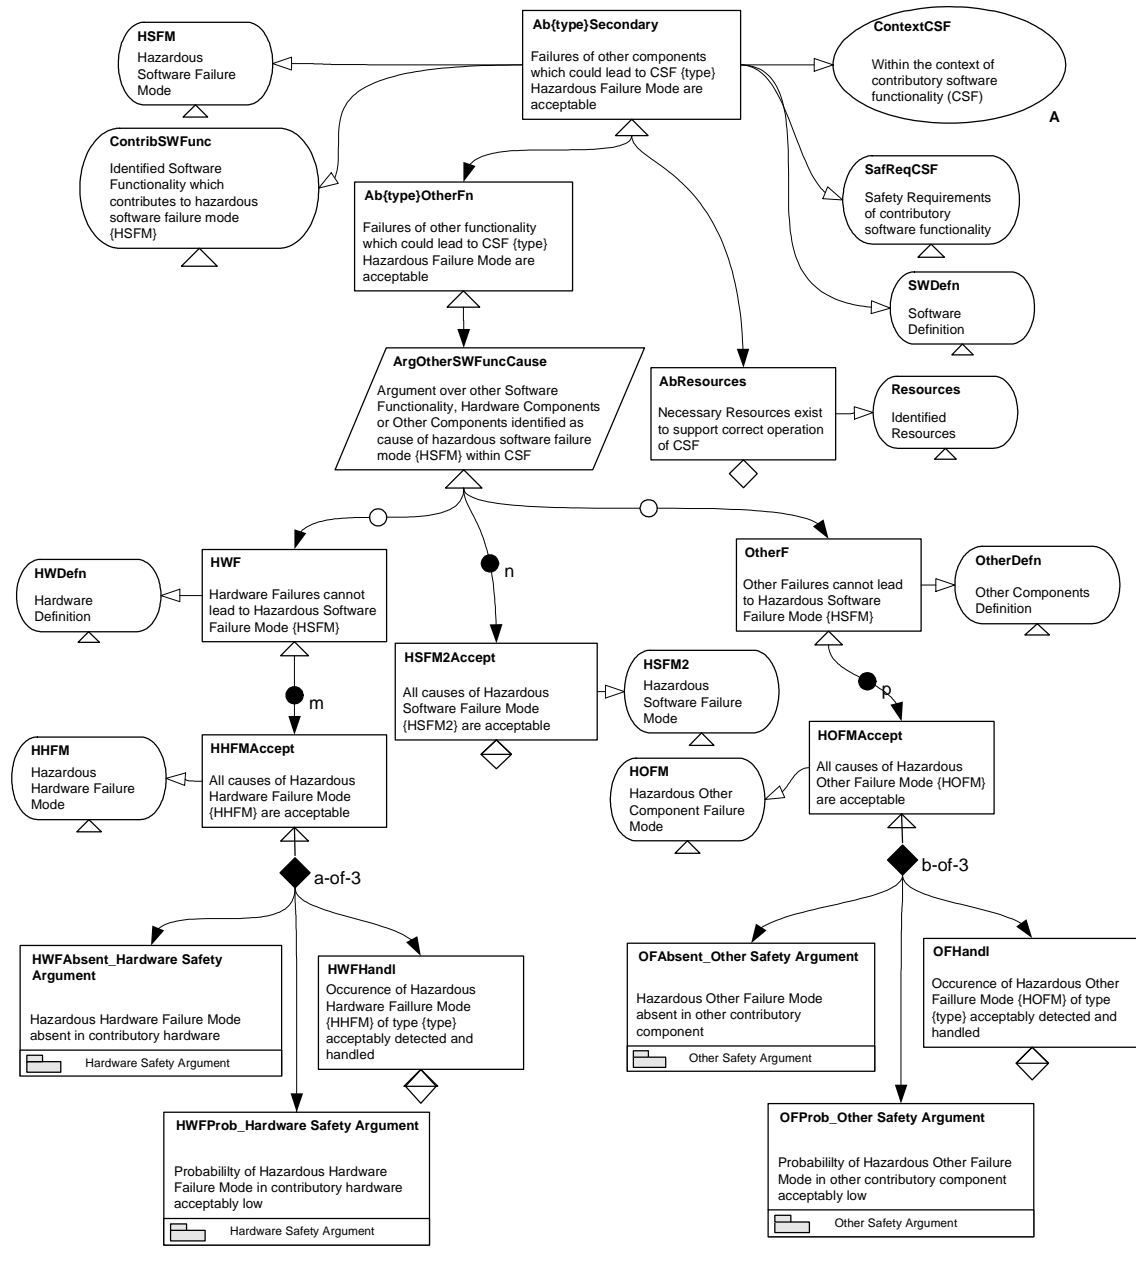 HSFM
Hazardous
Software Failure
Mode
Ab{type}Secondary
Failures of other components
which could lead to CSF {type}
Hazardous Failure Mode are
acceptable
ContextCSF
Within the context of
contributory software
functionality (CSF)
A
ContribSWFunc
Identified Software
Functionality which
contributes to hazardous
software failure mode
{HSFM}
Ab{type}OtherFn
Failures of other functionality
which could lead to CSF {type}
Hazardous Failure Mode are
acceptable
SafReqCSF
Safety Requirements
of contributory
software functionality
SWDefn
Software
Definition
ArgOtherSWFuncCause
Argument over other Software
Functionality, Hardware Components
or Other Components identified as
cause of hazardous software failure
mode {HSFM} within CSF
AbResources
Necessary Resources exist
to support correct operation
of CSF
Resources
Identified
Resources
HWDefn
Hardware
Definition
HWF
Hardware Failures cannot
lead to Hazardous Software
Failure Mode {HSFM}
n
OtherF
Other Failures cannot lead
to Hazardous Software
Failure Mode {HSFM}
OtherDefn
Other Components
Definition
m
HSFM2Accept
All causes of Hazardous
Software Failure Mode
{HSFM2} are acceptable
HSFM2
Hazardous
Software Failure
Mode
p
HHFM
Hazardous
Hardware Failure
Mode
HHFMAccept
All causes of Hazardous
Hardware Failure Mode
{HHFM} are acceptable
HOFM
Hazardous Other
Component Failure
Mode
HOFMAccept
All causes of Hazardous
Other Failure Mode {HOFM}
are acceptable
a-of-3
b-of-3
HWFAbsent_Hardware Safety
Argument
Hazardous Hardware Failure Mode
absent in contributory hardware
Hardware Safety Argument
HWFHandl
Occurence of Hazardous
Hardware Faillure Mode
{HHFM} of type {type}
acceptably detected and
handled
OFAbsent_Other Safety Argument
Hazardous Other Failure Mode
absent in other contributory
component
Other Safety Argument
OFHandl
Occurence of Hazardous Other
Faillure Mode {HOFM} of type
{type} acceptably detected and
handled
HWFProb_Hardware Safety Argument
Probabililty of Hazardous Hardware
Failure Mode in contributory hardware
acceptably low
Hardware Safety Argument
OFProb_Other Safety Argument
Probabililty of Hazardous Other Failure
Mode in other contributory component
acceptably low
Other Safety Argument